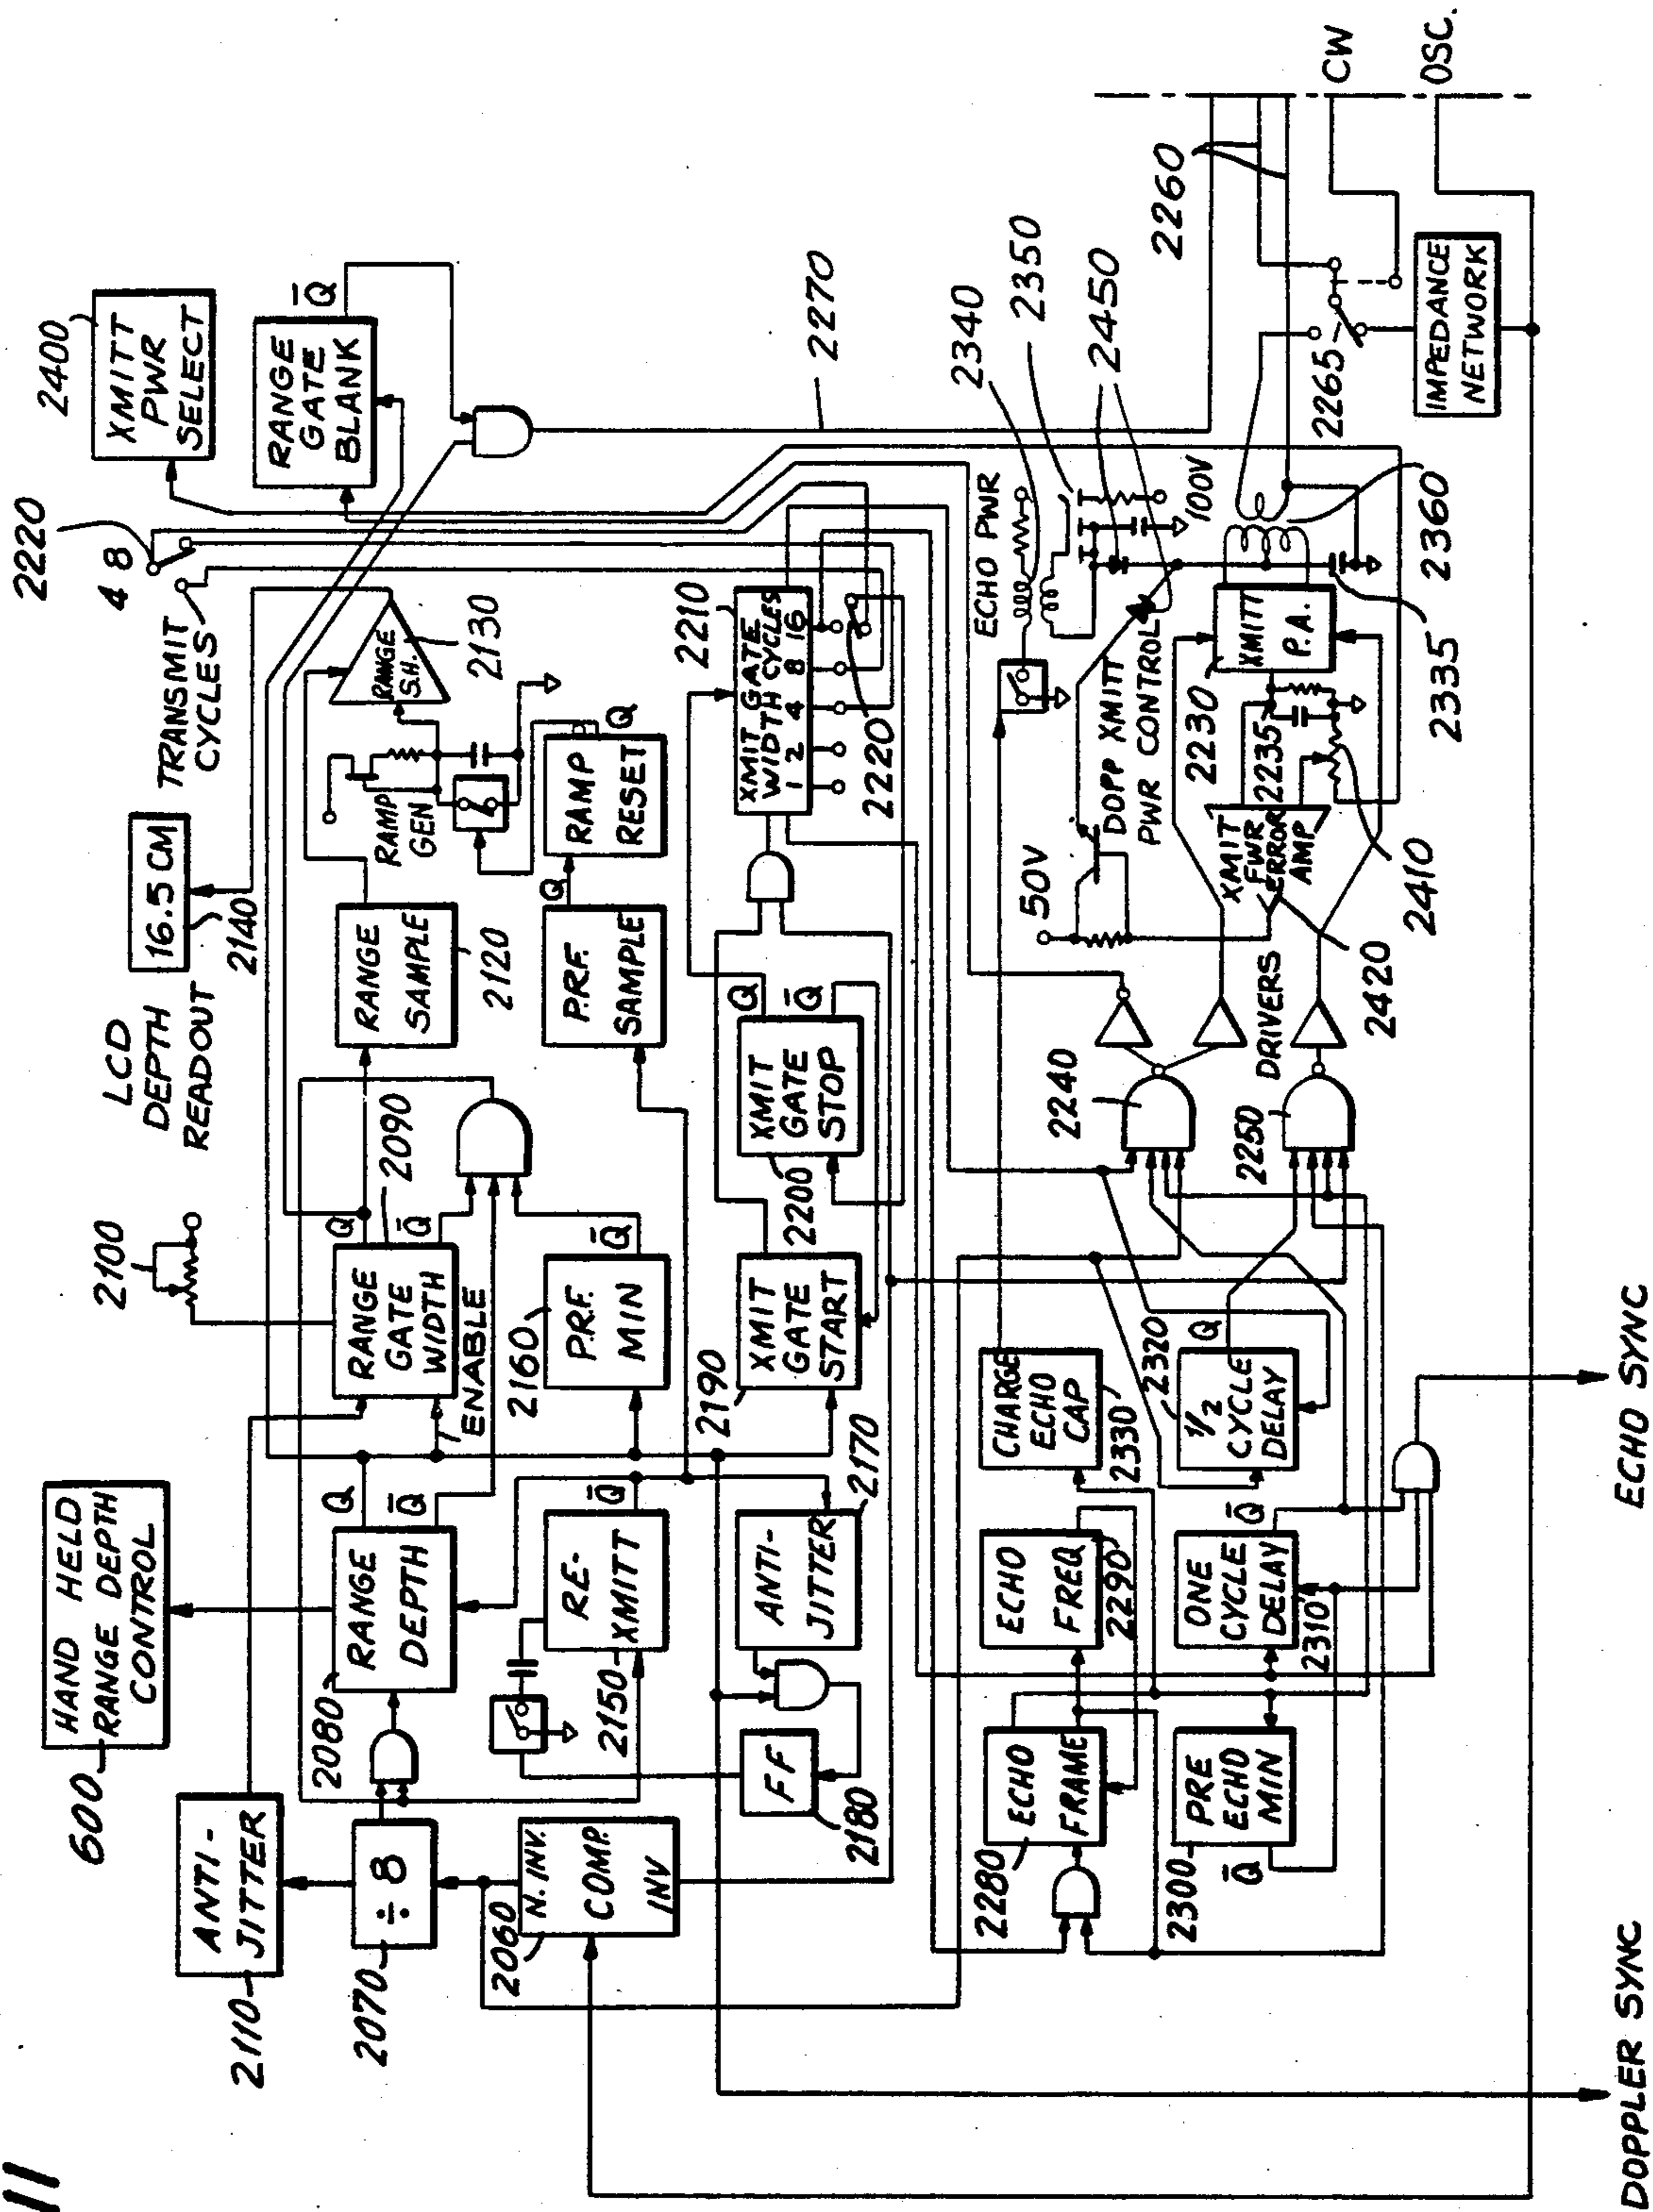 11
2110
ANTI-
JITTER
600
HAND HELD
RANGE DEPTH
CONTROL
2100
LCD
DEPTH
READOUT
16.5 CM
2140
TRANSMIT
CYCLES
4 8
2220
2400
XMITT
PWR
SELECT
2070
÷ 8
2080
RANGE
DEPTH
Q
Q̄
RANGE
GATE
WIDTH
Q
Q̄
2090
ENABLE
RANGE
SAMPLE
2120
RAMP
GEN
RANGE
S.H.
2130
RANGE
GATE
BLANK
Q̄
2060
N. INV.
COMP.
INV
2150
RE-
XMITT
Q̄
2160
P.R.F.
MIN
Q̄
P.R.F.
SAMPLE
Q
RAMP
RESET
Q
2180
FF
ANTI-
JITTER
2170
2190
XMIT
GATE
START
2200
XMIT
GATE
STOP
Q
Q̄
2210
XMIT GATE
WIDTH CYCLES
1 2 4 8 16
2220
2270
2280
ECHO
FRAME
ECHO
FREQ
2290
CHARGE
ECHO
CAP
2330
2240
50V
ECHO PWR
2340
2350
2450
2260
DOPP XMITT
PWR CONTROL
100V
2300
PRE
ECHO
MIN
Q̄
ONE
CYCLE
DELAY
Q̄
2310
2320
1/2
CYCLE
DELAY
Q
2250
DRIVERS
2420
XMIT
PWR
ERROR
AMP
2410
2230
2235
XMITT
P.A.
2335
2360
2265
IMPEDANCE
NETWORK
CW
OSC.
DOPPLER SYNC
ECHO SYNC